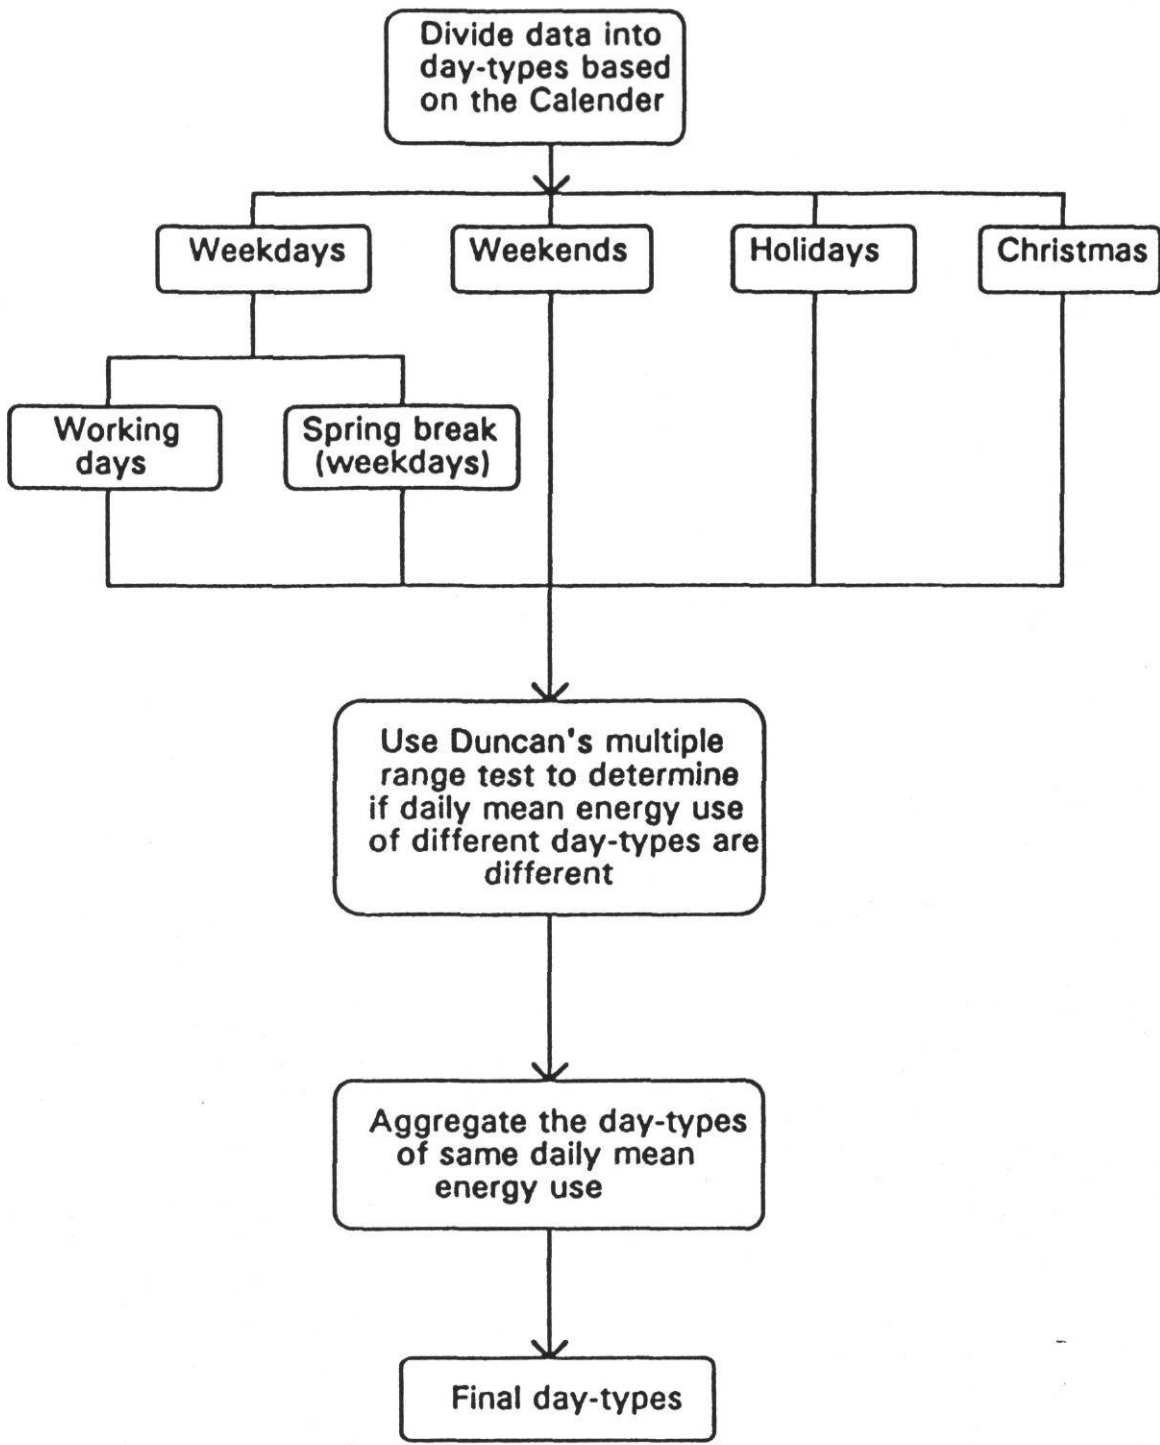 Divide data into
day-types based
on the Calender
Weekdays
Weekends
Holidays
Christmas
Working
days
Spring break
(weekdays)
Use Duncan's multiple
range test to determine
if daily mean energy use
of different day-types are
different
Aggregate the day-types
of same daily mean
energy use
Final day-types